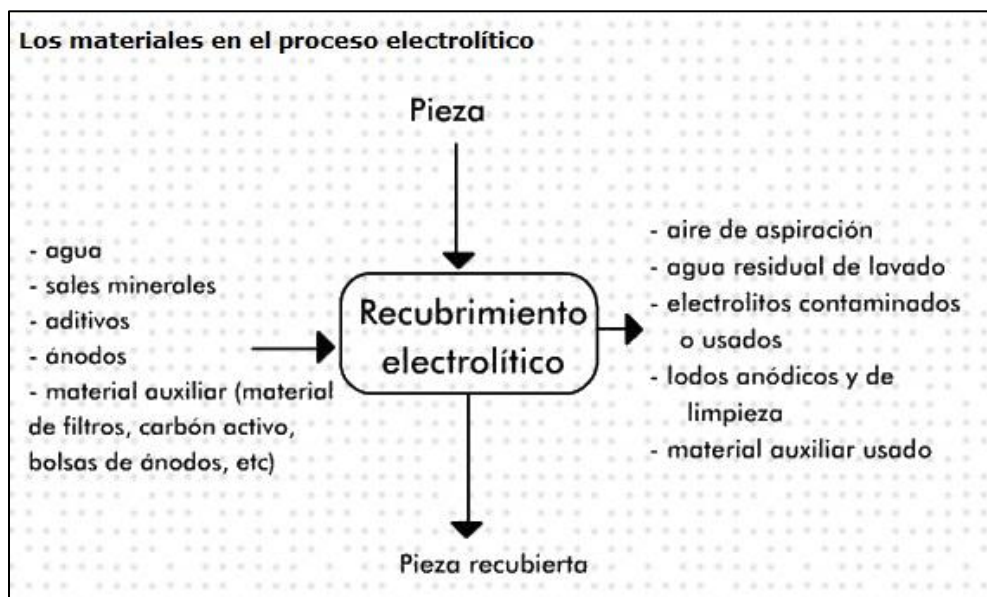 Los materiales en el proceso electrolítico
Pieza
- agua
- sales minerales
- aditivos
- ánodos
- material auxiliar (material
de filtros, carbón activo,
bolsas de ánodos, etc)
Recubrimiento
electrolítico
- aire de aspiración
- agua residual de lavado
- electrolitos contaminados
o usados
- lodos anódicos y de
limpieza
- material auxiliar usado
Pieza recubierta